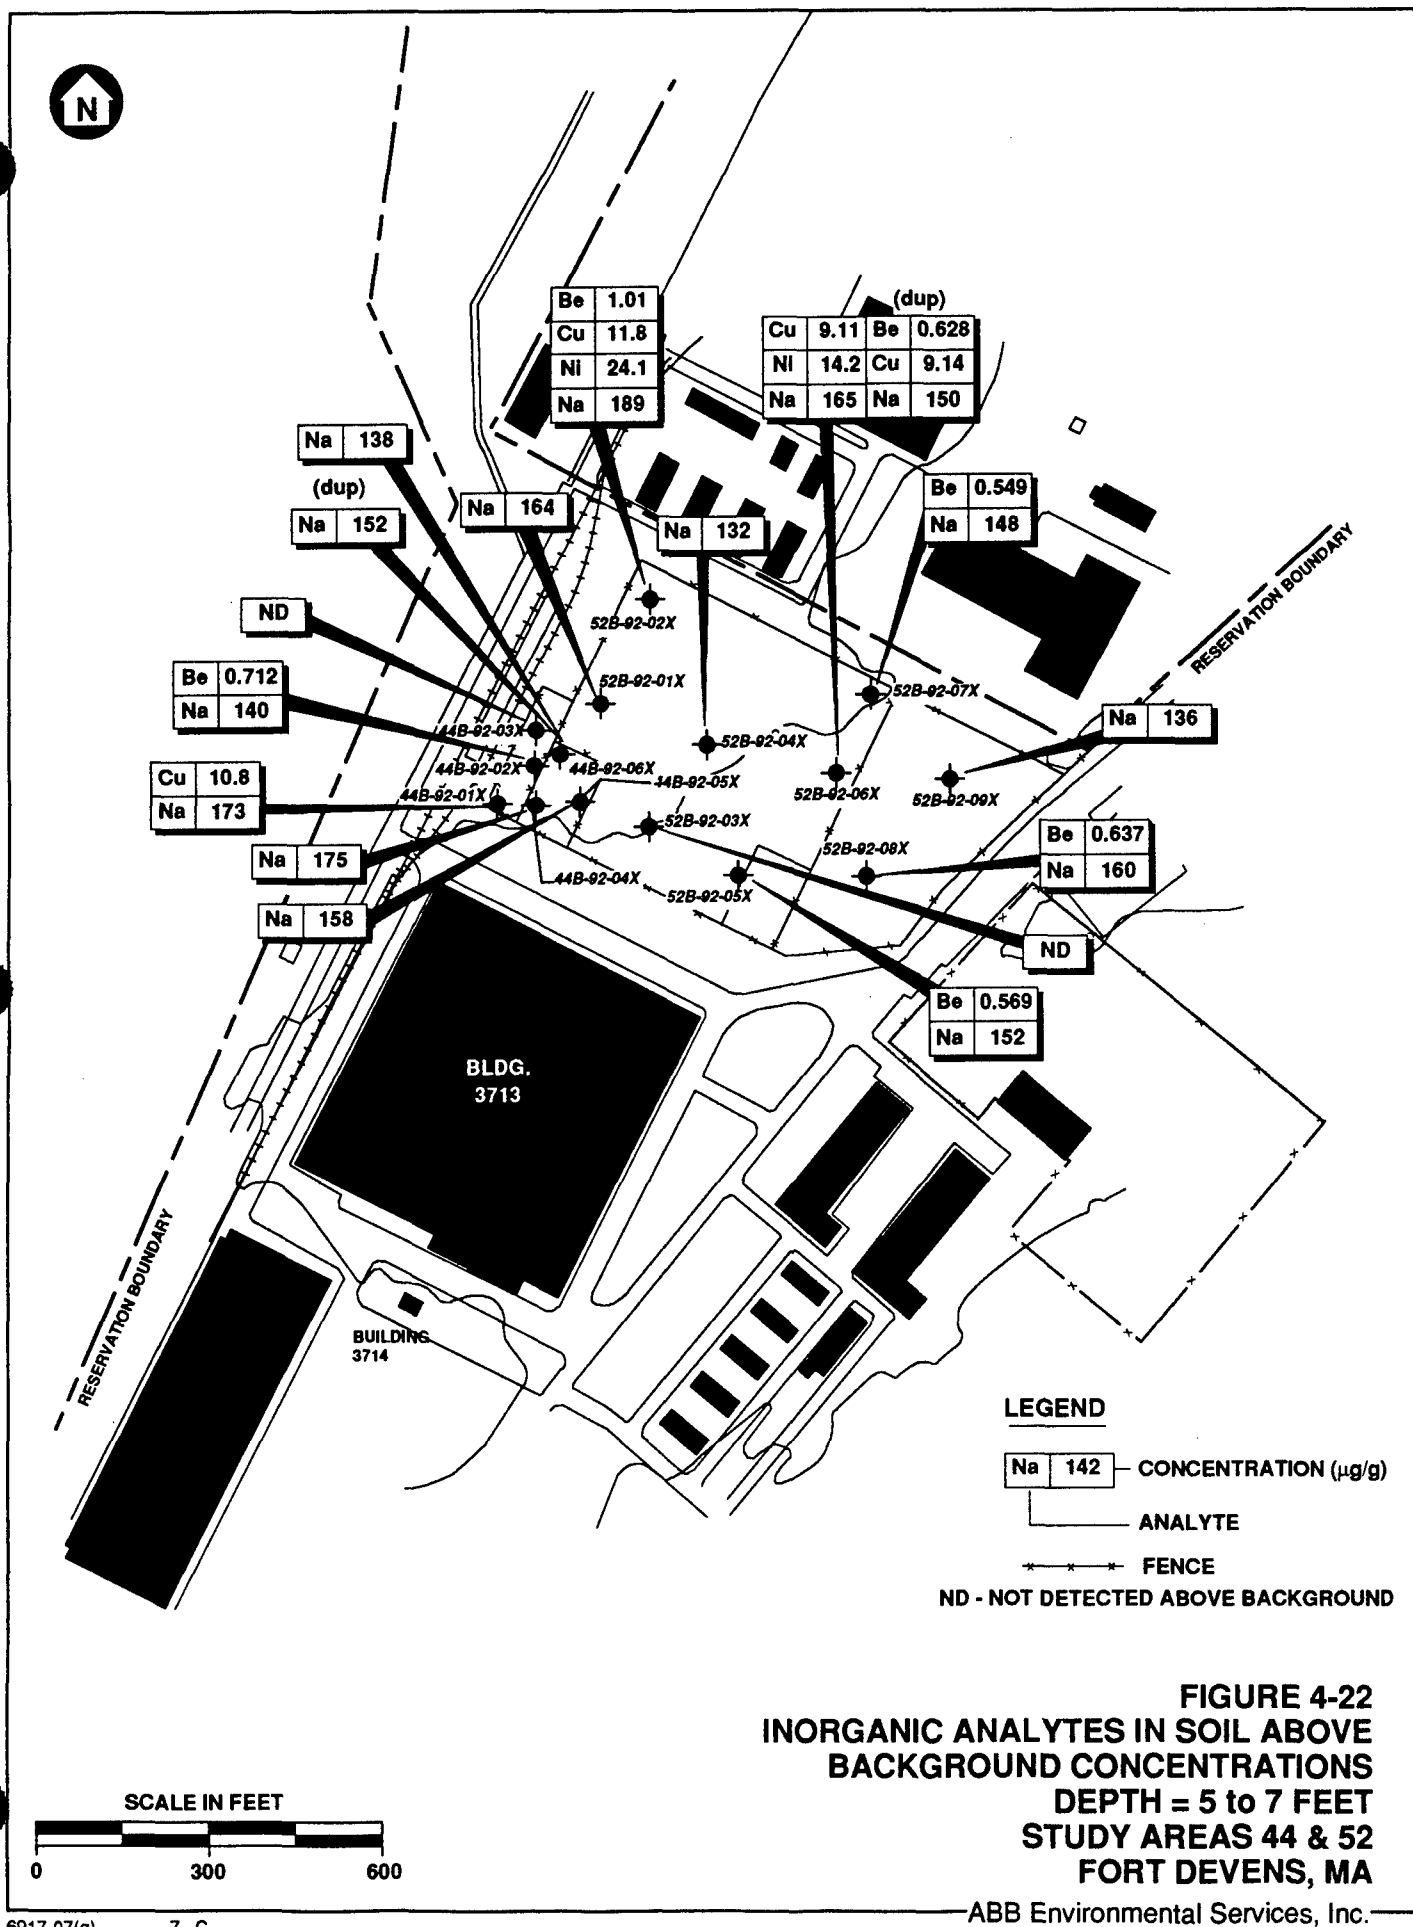 N
Be 1.01
Cu 11.8
Ni 24.1
Na 189
(dup)
Cu 9.11 Be 0.628
Ni 14.2 Cu 9.14
Na 165 Na 150
Na 138
(dup)
Na 152
Na 164
Na 132
Be 0.549
Na 148
RESERVATION BOUNDARY
ND
52B-92-02X
Be 0.712
Na 140
52B-92-01X
52B-92-07X
Na 136
44B-92-03X
52B-92-04X
44B-92-02X
44B-92-06X
Cu 10.8
Na 173
44B-92-01X
44B-92-05X
52B-92-06X
52B-92-09X
52B-92-03X
Be 0.637
Na 160
Na 175
52B-92-08X
44B-92-04X
52B-92-05X
Na 158
ND
Be 0.569
Na 152
BLDG.
3713
RESERVATION BOUNDARY
BUILDING
3714
LEGEND
Na 142 CONCENTRATION (µg/g)
ANALYTE
FENCE
ND - NOT DETECTED ABOVE BACKGROUND
FIGURE 4-22
INORGANIC ANALYTES IN SOIL ABOVE
BACKGROUND CONCENTRATIONS
DEPTH = 5 to 7 FEET
STUDY AREAS 44 & 52
FORT DEVENS, MA
SCALE IN FEET
0 300 600
ABB Environmental Services, Inc.